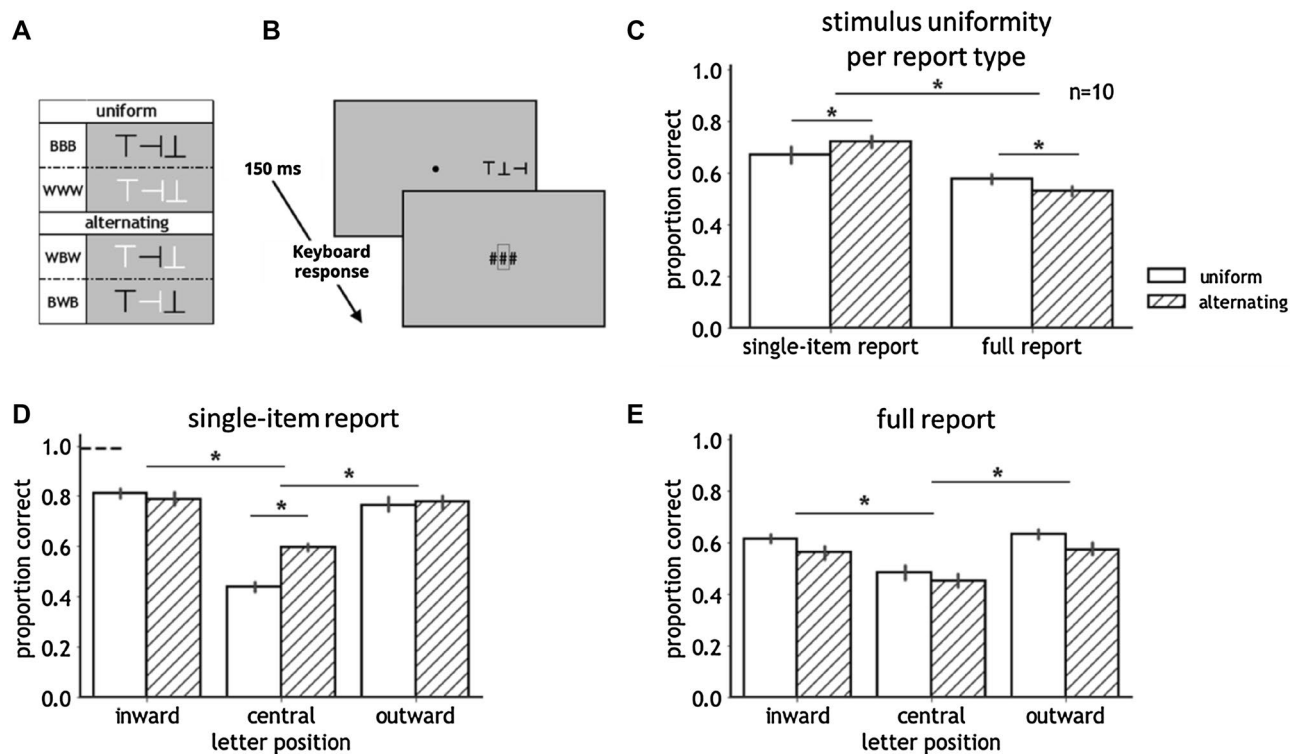 A
uniform
BBB
WWW
alternating
WBW
BWB
B
150 ms
Keyboard
response
###
C
stimulus uniformity
per report type
n=10
*
*
*
proportion correct
1.0
0.8
0.6
0.4
0.2
0.0
single-item report
full report
uniform
alternating
D
single-item report
*
*
*
proportion correct
1.0
0.8
0.6
0.4
0.2
0.0
inward
central
outward
letter position
E
full report
*
*
proportion correct
1.0
0.8
0.6
0.4
0.2
0.0
inward
central
outward
letter position